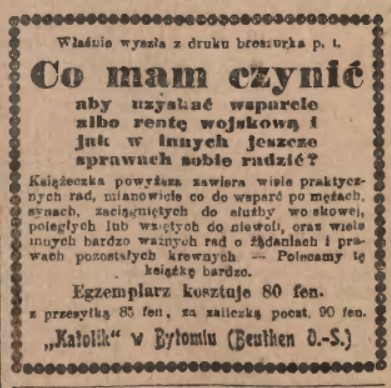 Właśnie wyszła z druku broszurka p. t.
Co mam czynić
aby uzyskać wsparcie
albo rentę wojskową i
jak w innych jeszcze
sprawach sobie radzić?
Książeczka powyższa zawiera wiele praktycz-
nych rad, mianowicie co do wsparć po mężach,
synach, zaciągniętych do służby wojskowej,
poległych lub wziętych do niewoli, oraz wiele
innych bardzo ważnych rad o żądaniach i pra-
wach pozostałych krewnych — Polecamy tę
książkę bardzo.
Egzemplarz kosztuje 80 fen.
z przesyłką 85 fen, za zaliczką poczt. 90 fen.
„Katolik“ w Bytomiu (Beuthen O.-S.)